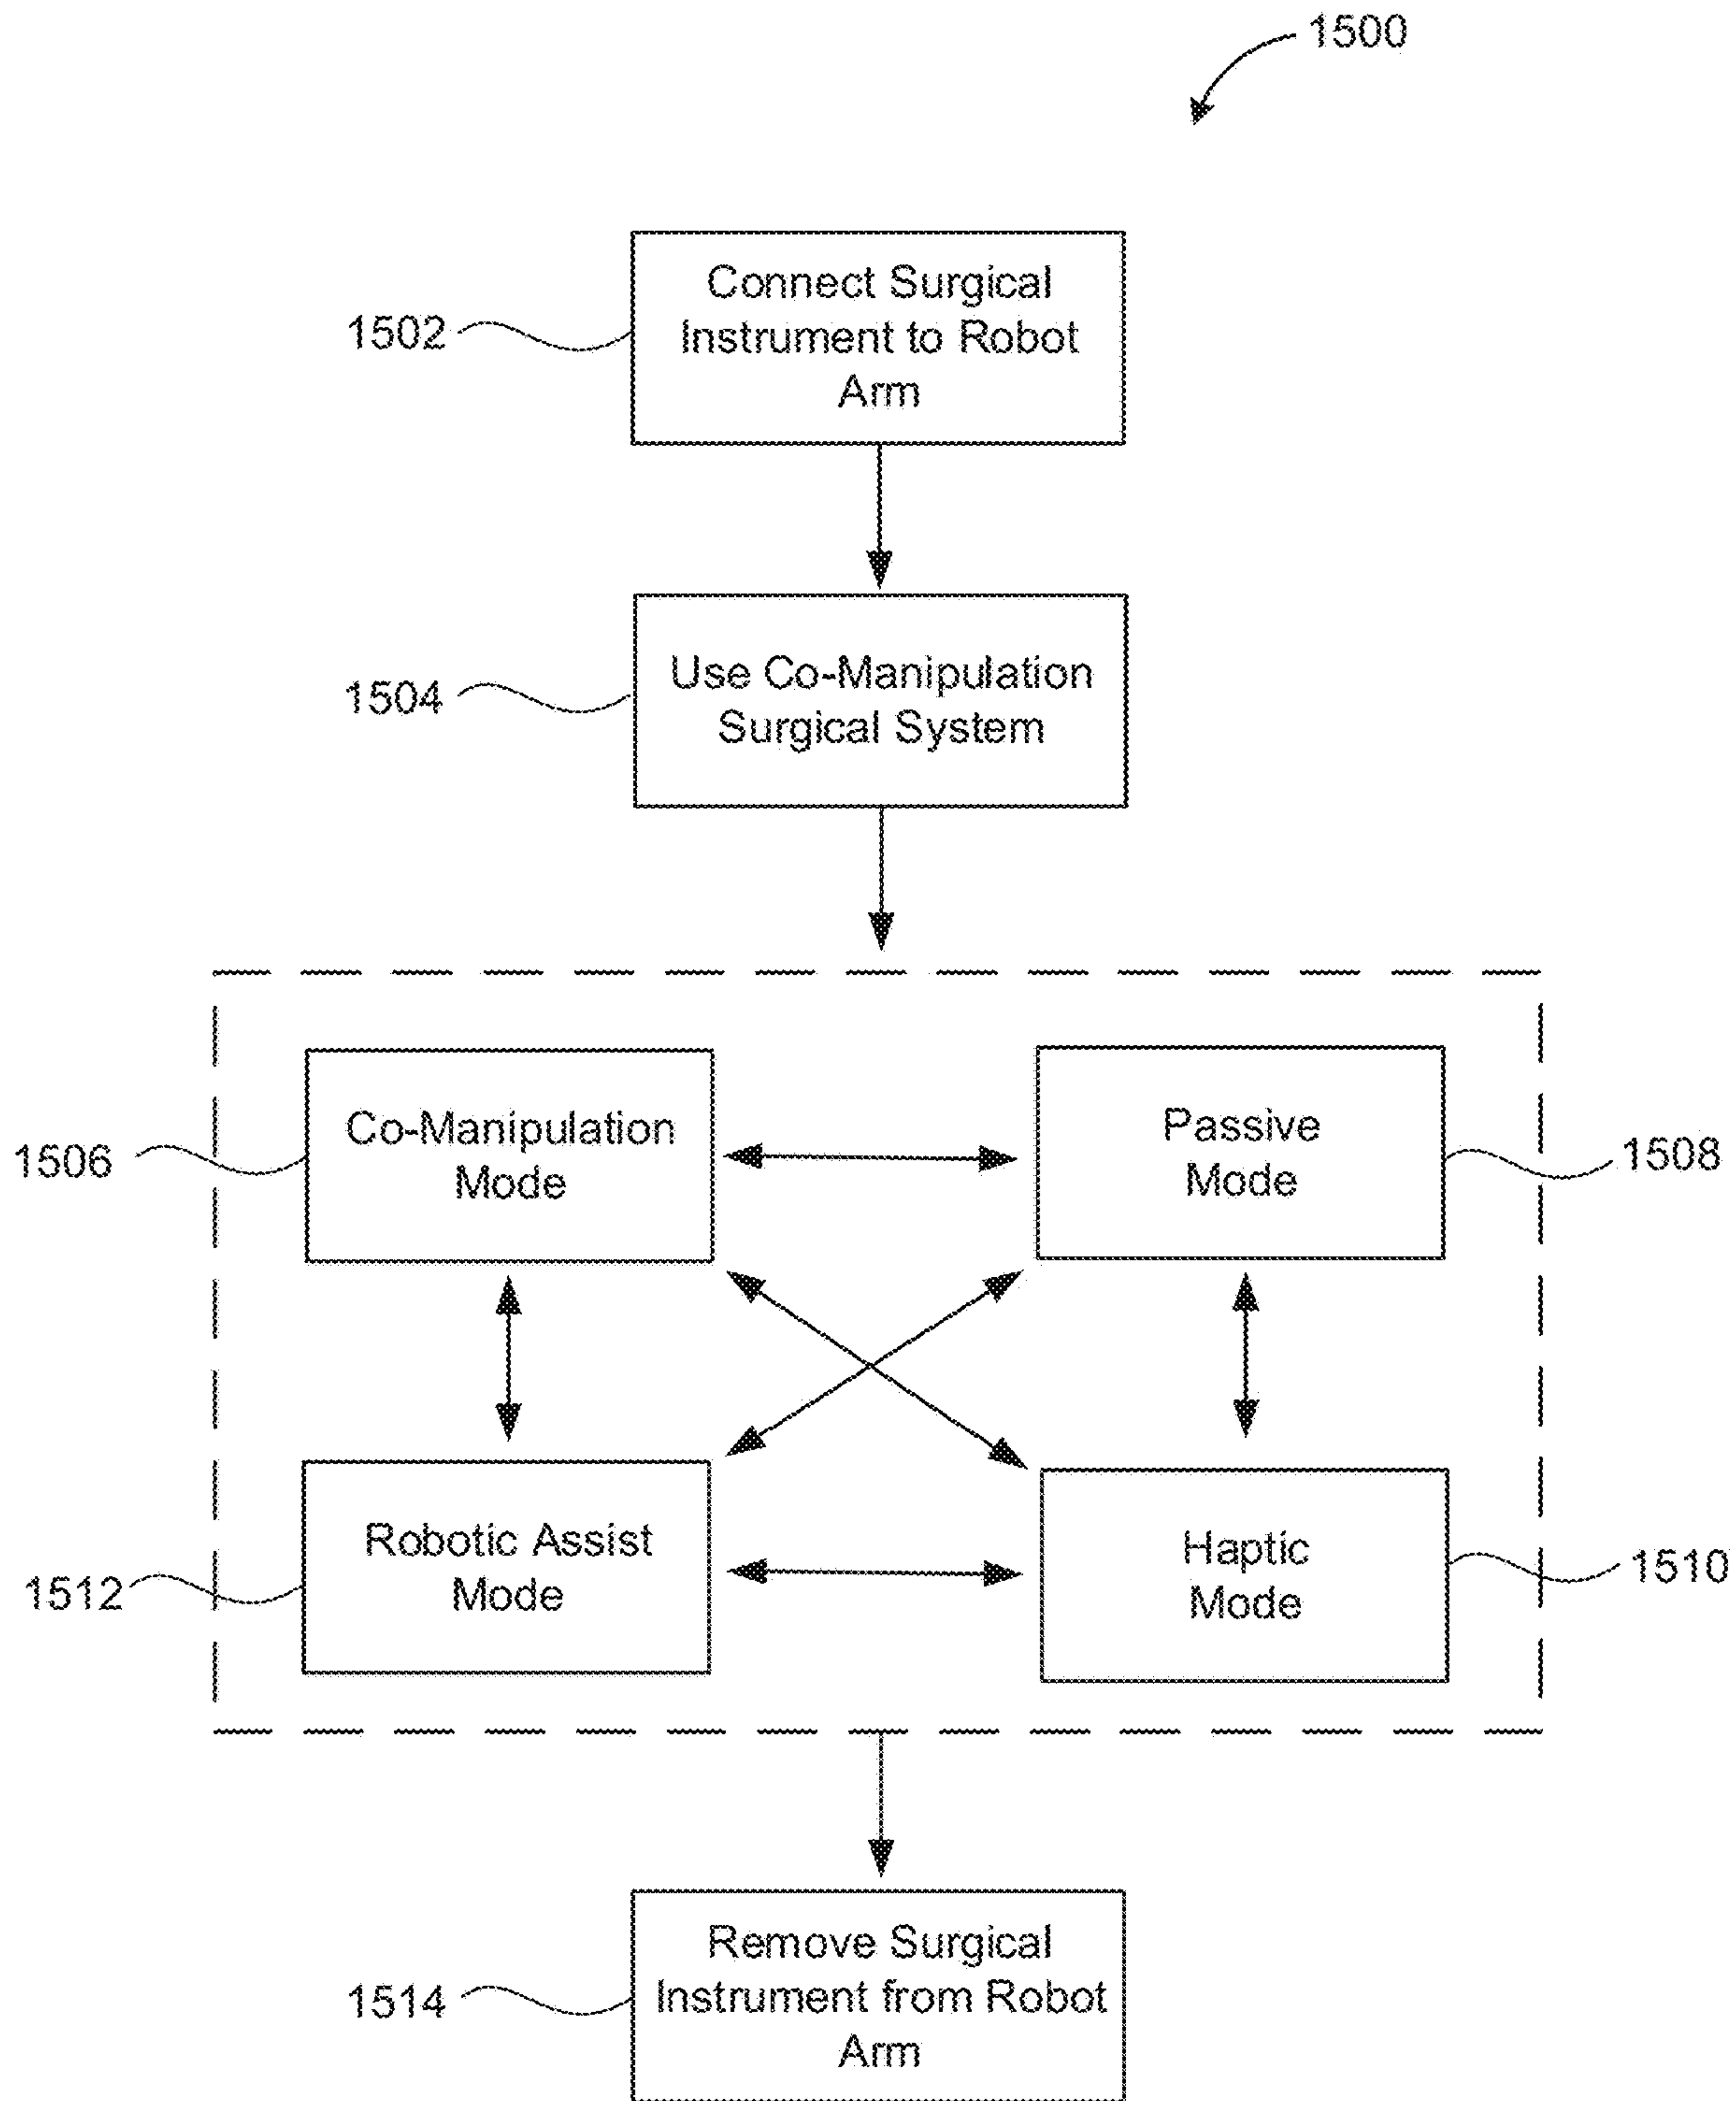 1500
Connect Surgical
Instrument to Robot
Arm
1502
Use Co-Manipulation
Surgical System
1504
Co-Manipulation
Mode
1506
Passive
Mode
1508
Robotic Assist
Mode
1512
Haptic
Mode
1510
Remove Surgical
Instrument from Robot
Arm
1514